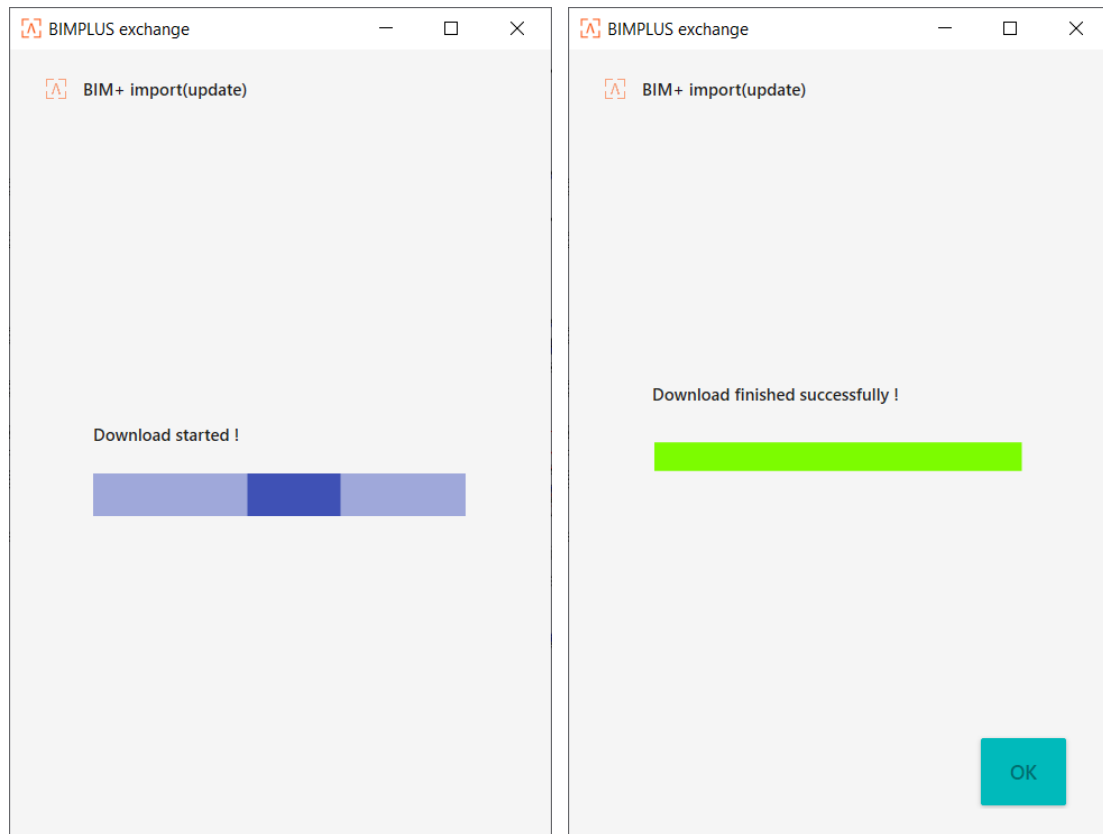 BIMPLUS exchange
BIM+ import(update)
Download started !
BIMPLUS exchange
BIM+ import(update)
Download finished successfully !
OK